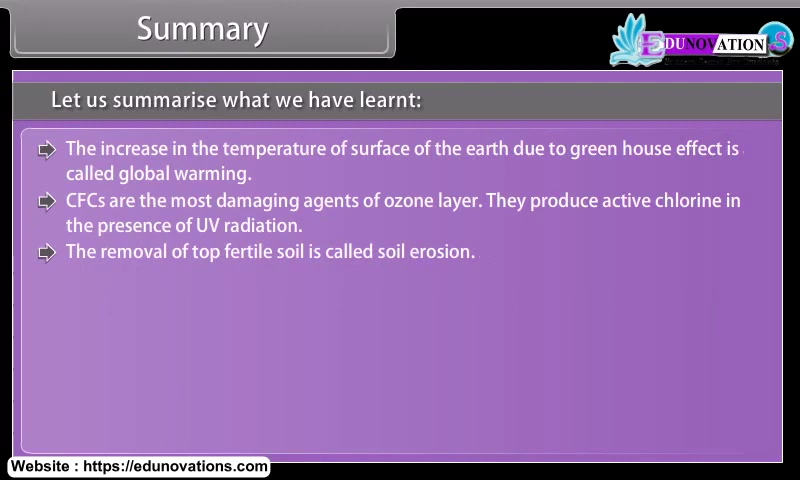 Summary
EDUNOVATION.S
Let us summarise what we have learnt:
The increase in the temperature of surface of the earth due to green house effect is
called global warming.
CFCs are the most damaging agents of ozone layer. They produce active chlorine in
the presence of UV radiation.
The removal of top fertile soil is called soil erosion.
Website : https://edunovations.com